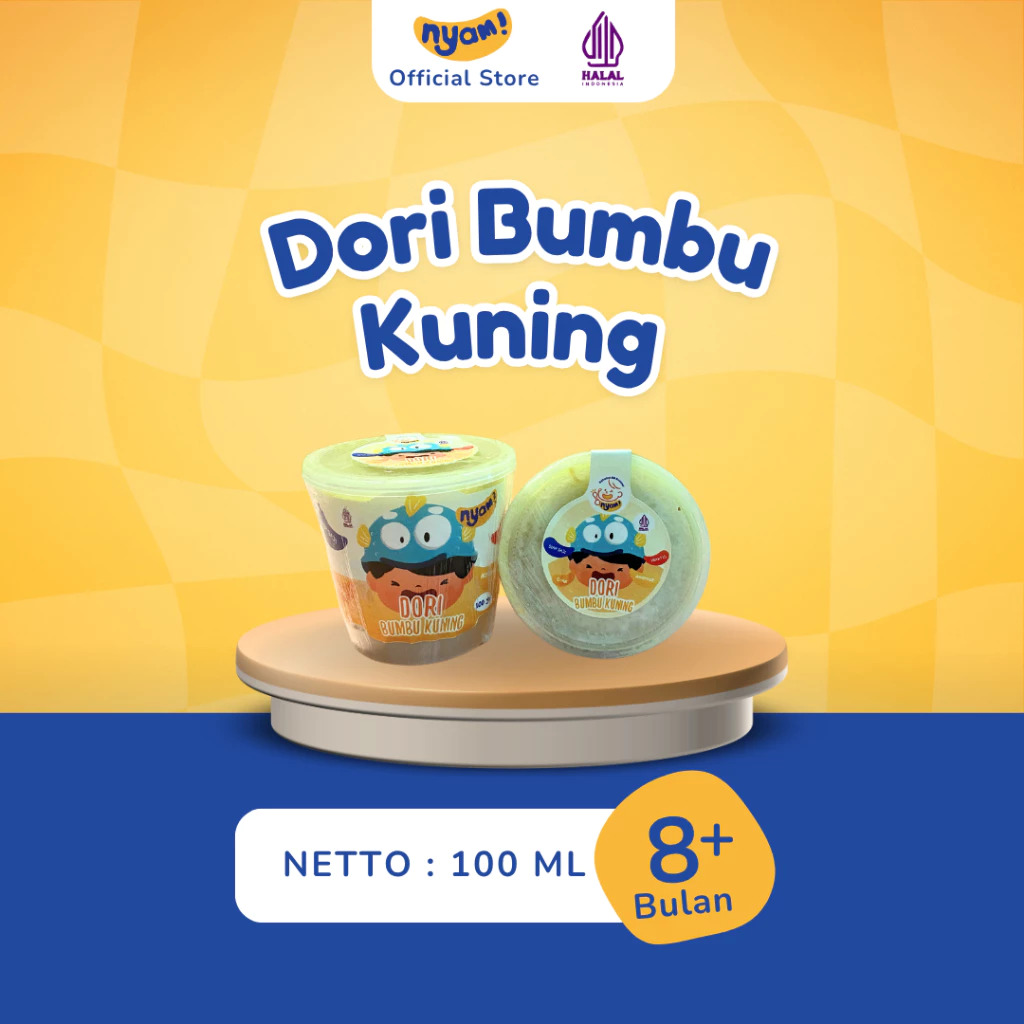 nyam!
Official Store
HALAL
INDONESIA
Dori Bumbu
Kuning
nyam!
DORI
BUMBU KUNING
nyam!
DORI
BUMBU KUNING
NETTO : 100 ML
8+
Bulan